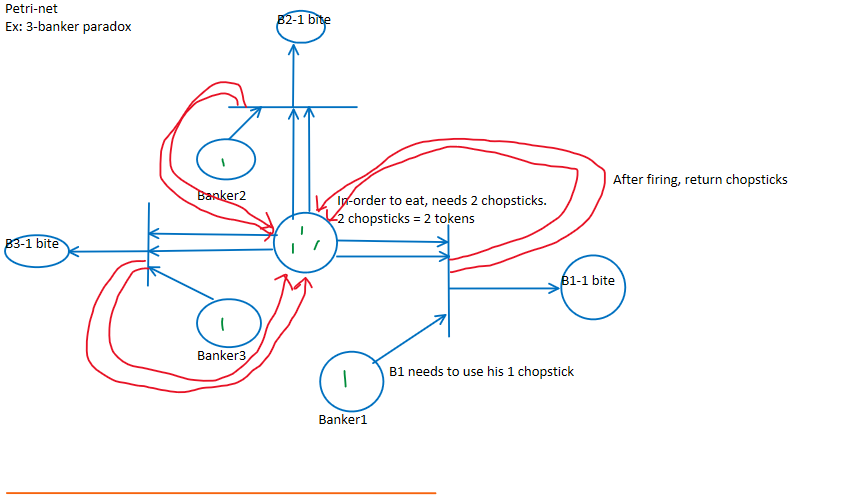 Petri-net
Ex: 3-banker paradox
B2-1 bite
After firing, return chopsticks
Banker2
In-order to eat, needs 2 chopsticks.
2 chopsticks = 2 tokens
B3-1 bite
B1-1 bite
Banker3
B1 needs to use his 1 chopstick
Banker1